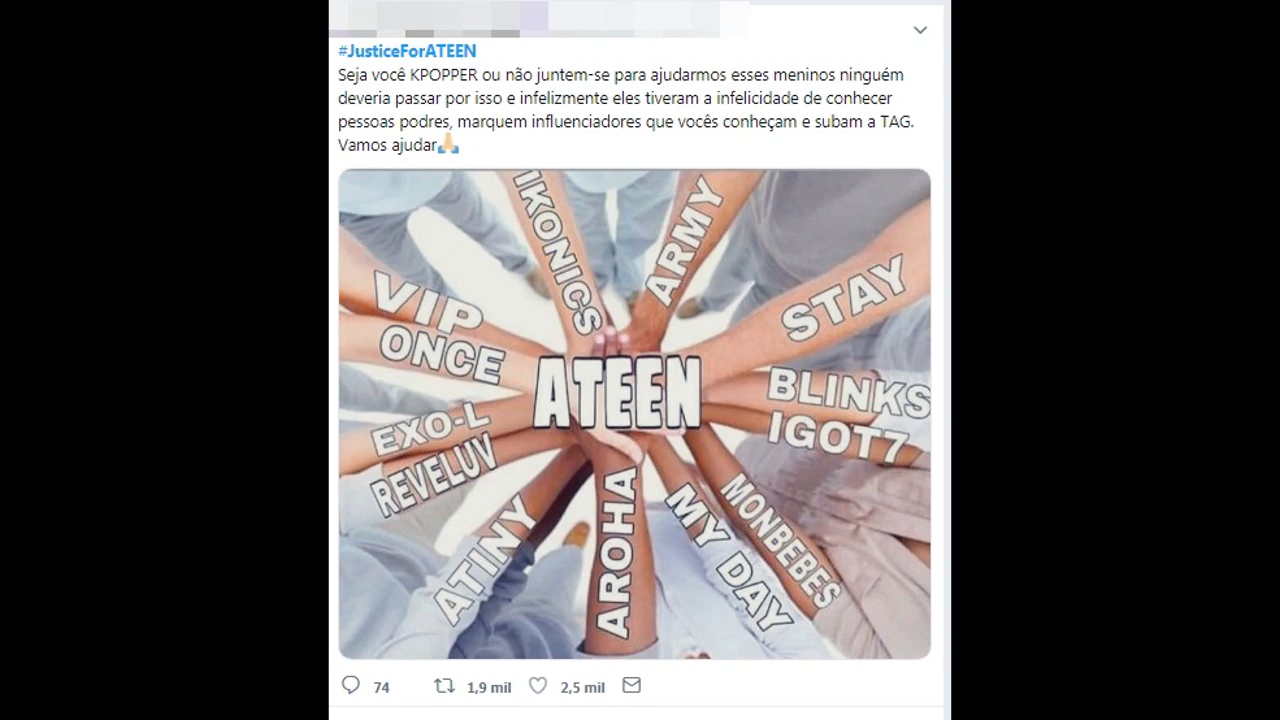 #JusticeForATEEN
Seja você KPOPPER ou não juntem-se para ajudarmos esses meninos ninguém
deveria passar por isso e infelizmente eles tiveram a infelicidade de conhecer
pessoas podres, marquem influenciadores que vocês conheçam e subam a TAG.
Vamos ajudar🙏🏼
IKONICS
ARMY
VIP
STAY
ONCE
ATEEN
BLINKS
EXO-L
IGOT7
REVELUV
ATINY
AROHA
MY DAY
MONBEBES
74 1,9 mil 2,5 mil